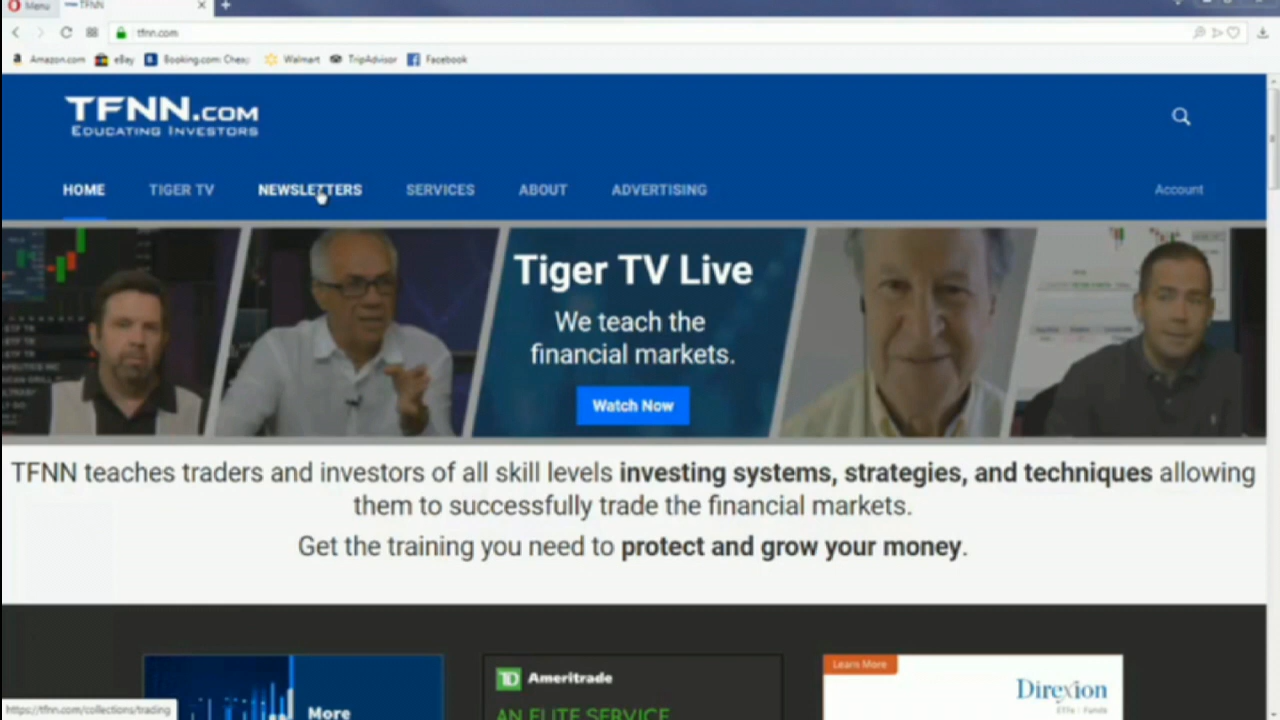 Menu
TFNN
tfnn.com
Amazon.com
eBay
Booking.com: Cheap
Walmart
TripAdvisor
Facebook
TFNN.COM
EDUCATING INVESTORS
HOME
TIGER TV
NEWSLETTERS
SERVICES
ABOUT
ADVERTISING
Account
Tiger TV Live
We teach the
financial markets.
Watch Now
TFNN teaches traders and investors of all skill levels investing systems, strategies, and techniques allowing
them to successfully trade the financial markets.
Get the training you need to protect and grow your money.
More
TD Ameritrade
AN ELITE SERVICE
Learn More
Direxion
ETFs | Funds
https://tfnn.com/collections/trading